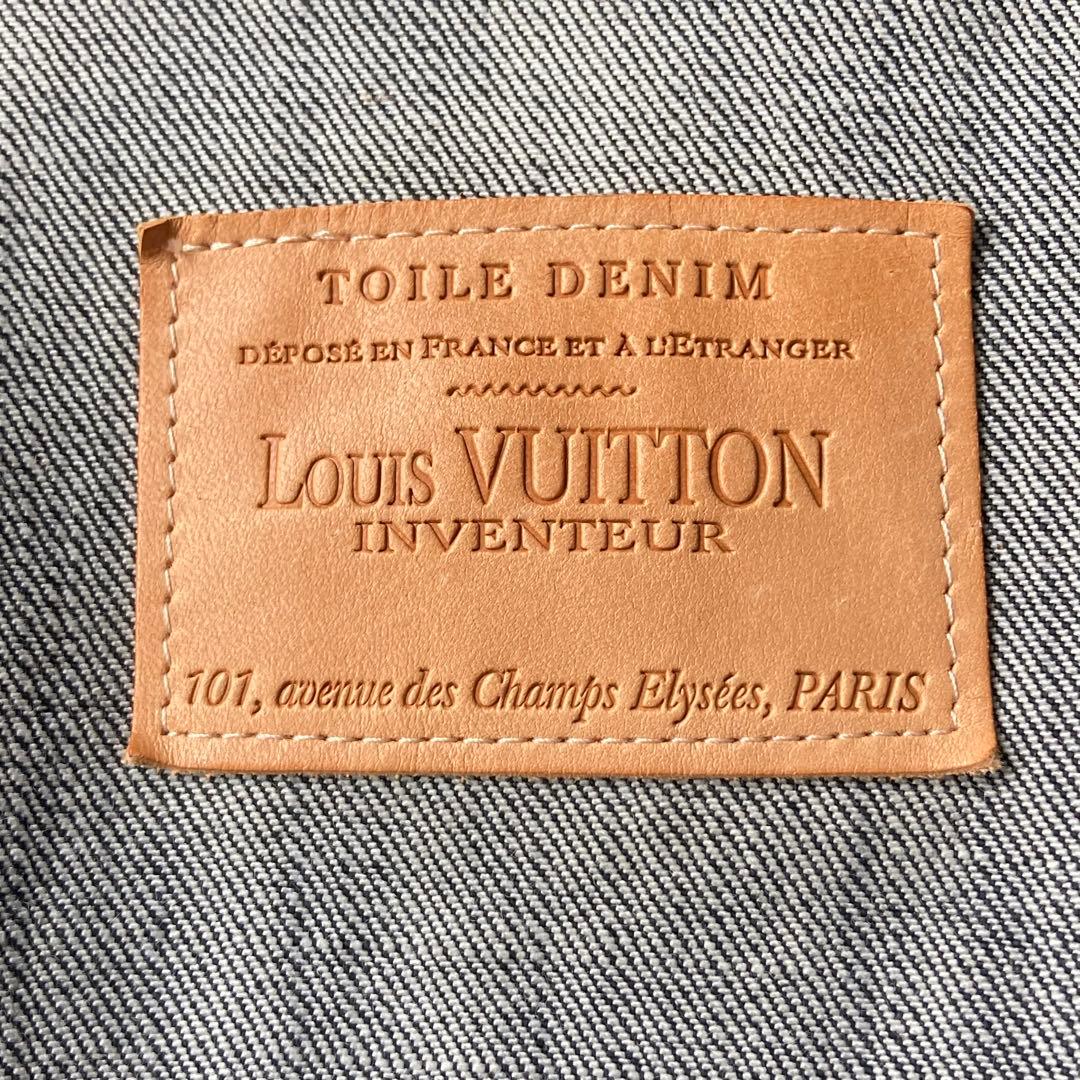 TOILE DENIM
DÉPOSÉ EN FRANCE ET À L'ETRANGER
LOUIS VUITTON
INVENTEUR
101, avenue des Champs Elysées, PARIS